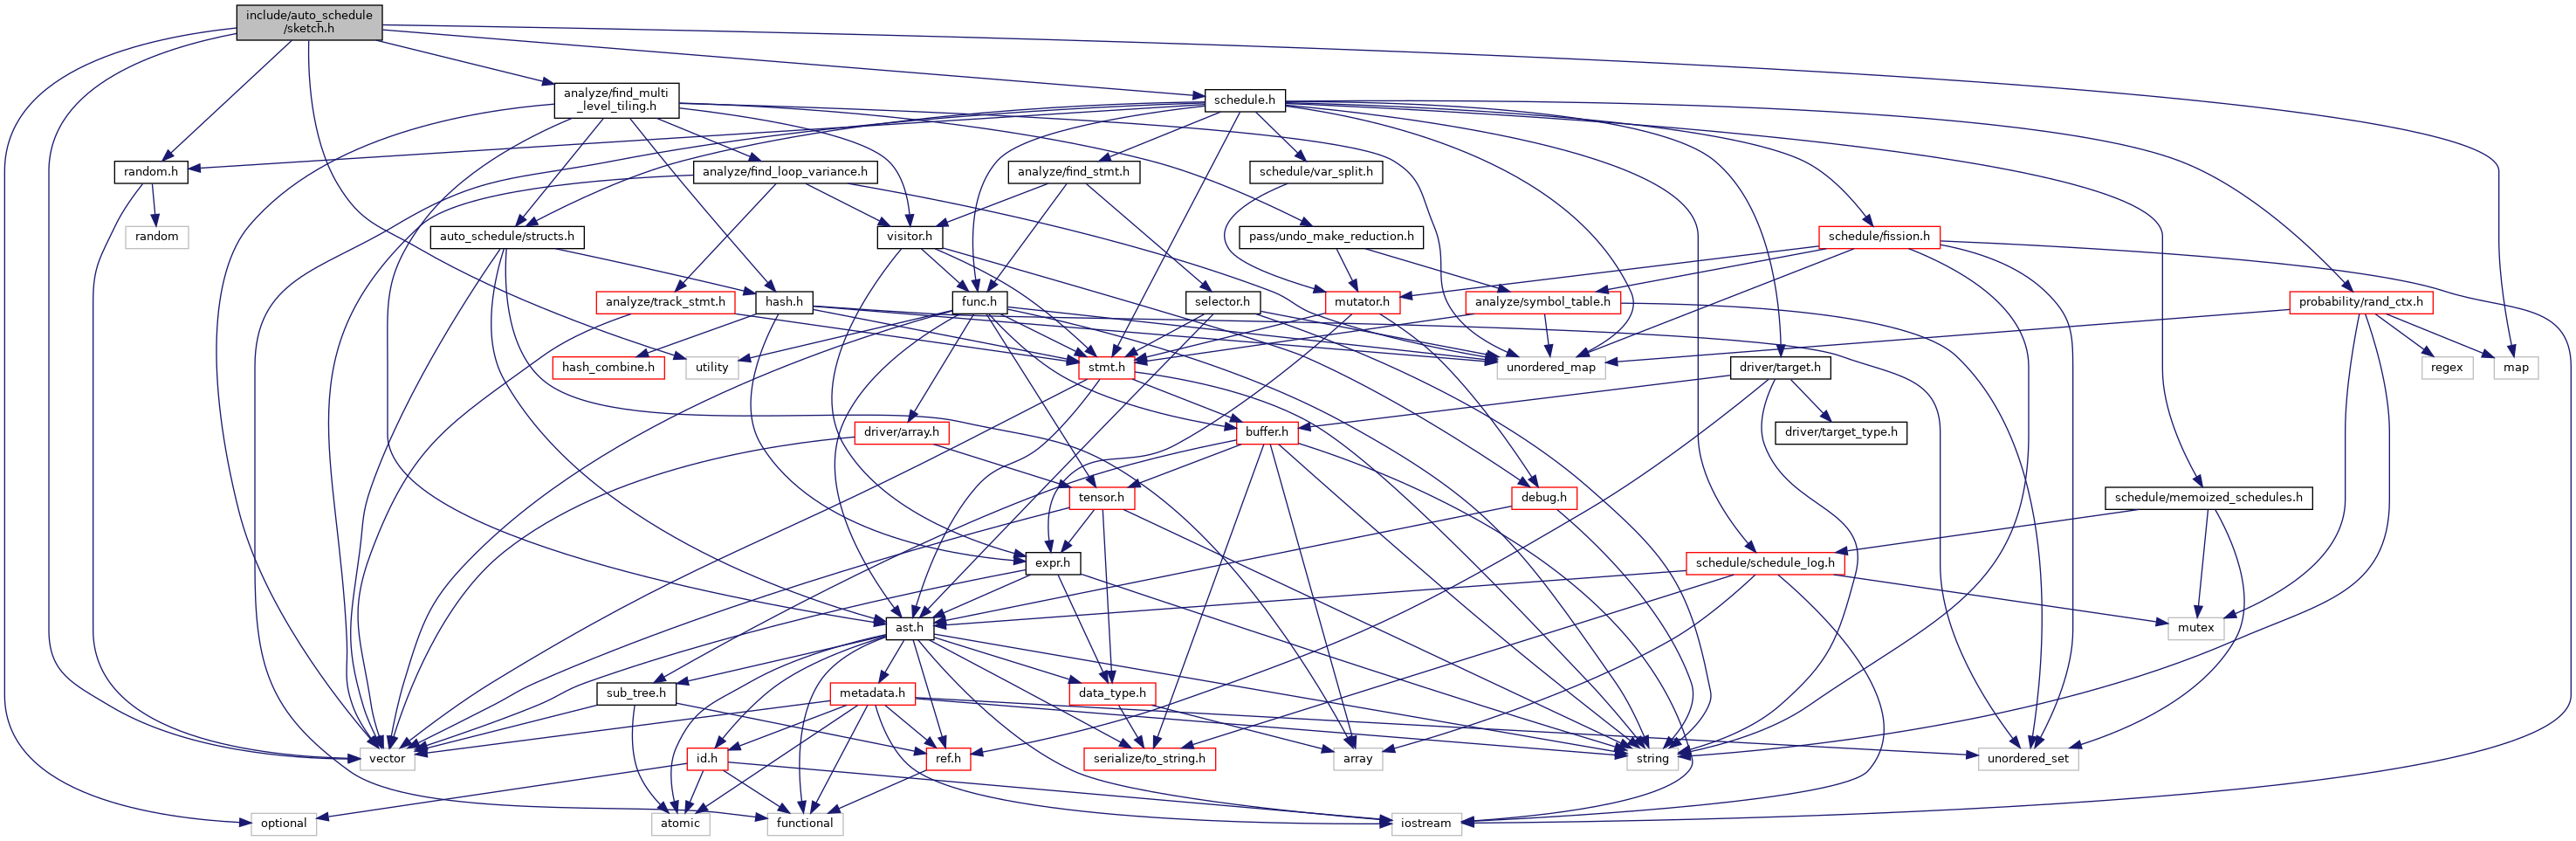 include/auto_schedule
/sketch.h
analyze/find_multi
_level_tiling.h
schedule.h
random.h
analyze/find_loop_variance.h
analyze/find_stmt.h
schedule/var_split.h
random
auto_schedule/structs.h
visitor.h
pass/undo_make_reduction.h
schedule/fission.h
analyze/track_stmt.h
hash.h
func.h
selector.h
mutator.h
analyze/symbol_table.h
probability/rand_ctx.h
hash_combine.h
utility
stmt.h
unordered_map
driver/target.h
regex
map
driver/array.h
buffer.h
driver/target_type.h
tensor.h
debug.h
schedule/memoized_schedules.h
expr.h
schedule/schedule_log.h
ast.h
mutex
sub_tree.h
metadata.h
data_type.h
vector
id.h
ref.h
serialize/to_string.h
array
string
unordered_set
optional
atomic
functional
iostream